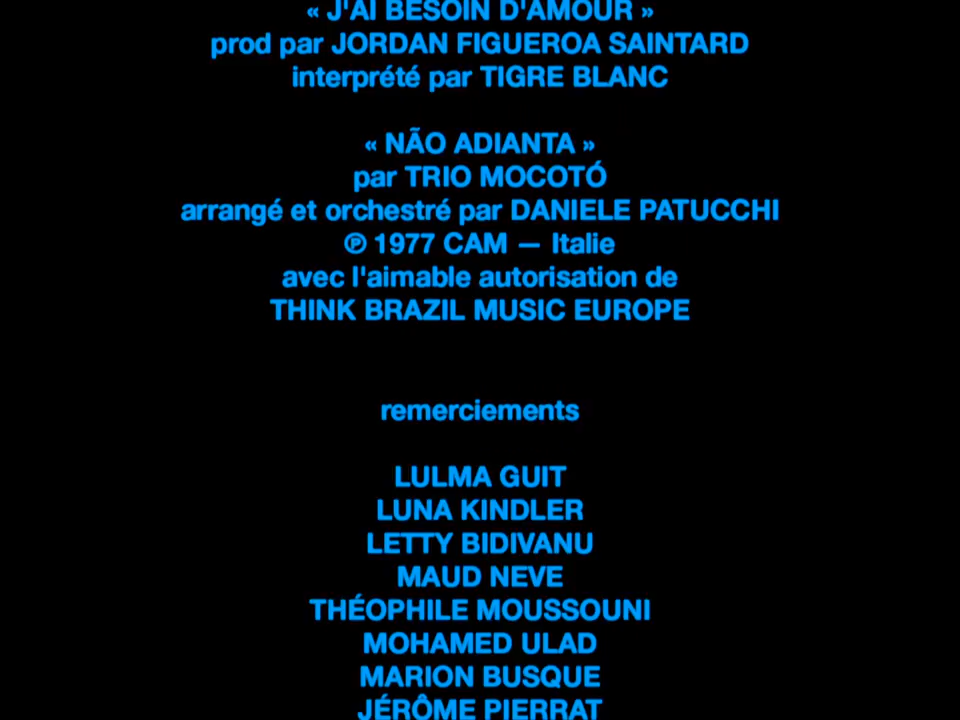 « J'AI BESOIN D'AMOUR »
prod par JORDAN FIGUEROA SAINTARD
interprété par TIGRE BLANC
« NÃO ADIANTA »
par TRIO MOCOTÓ
arrangé et orchestré par DANIELE PATUCCHI
℗ 1977 CAM — Italie
avec l'aimable autorisation de
THINK BRAZIL MUSIC EUROPE
remerciements
LULMA GUIT
LUNA KINDLER
LETTY BIDIVANU
MAUD NEVE
THÉOPHILE MOUSSOUNI
MOHAMED ULAD
MARION BUSQUE
JÉRÔME PIERRAT